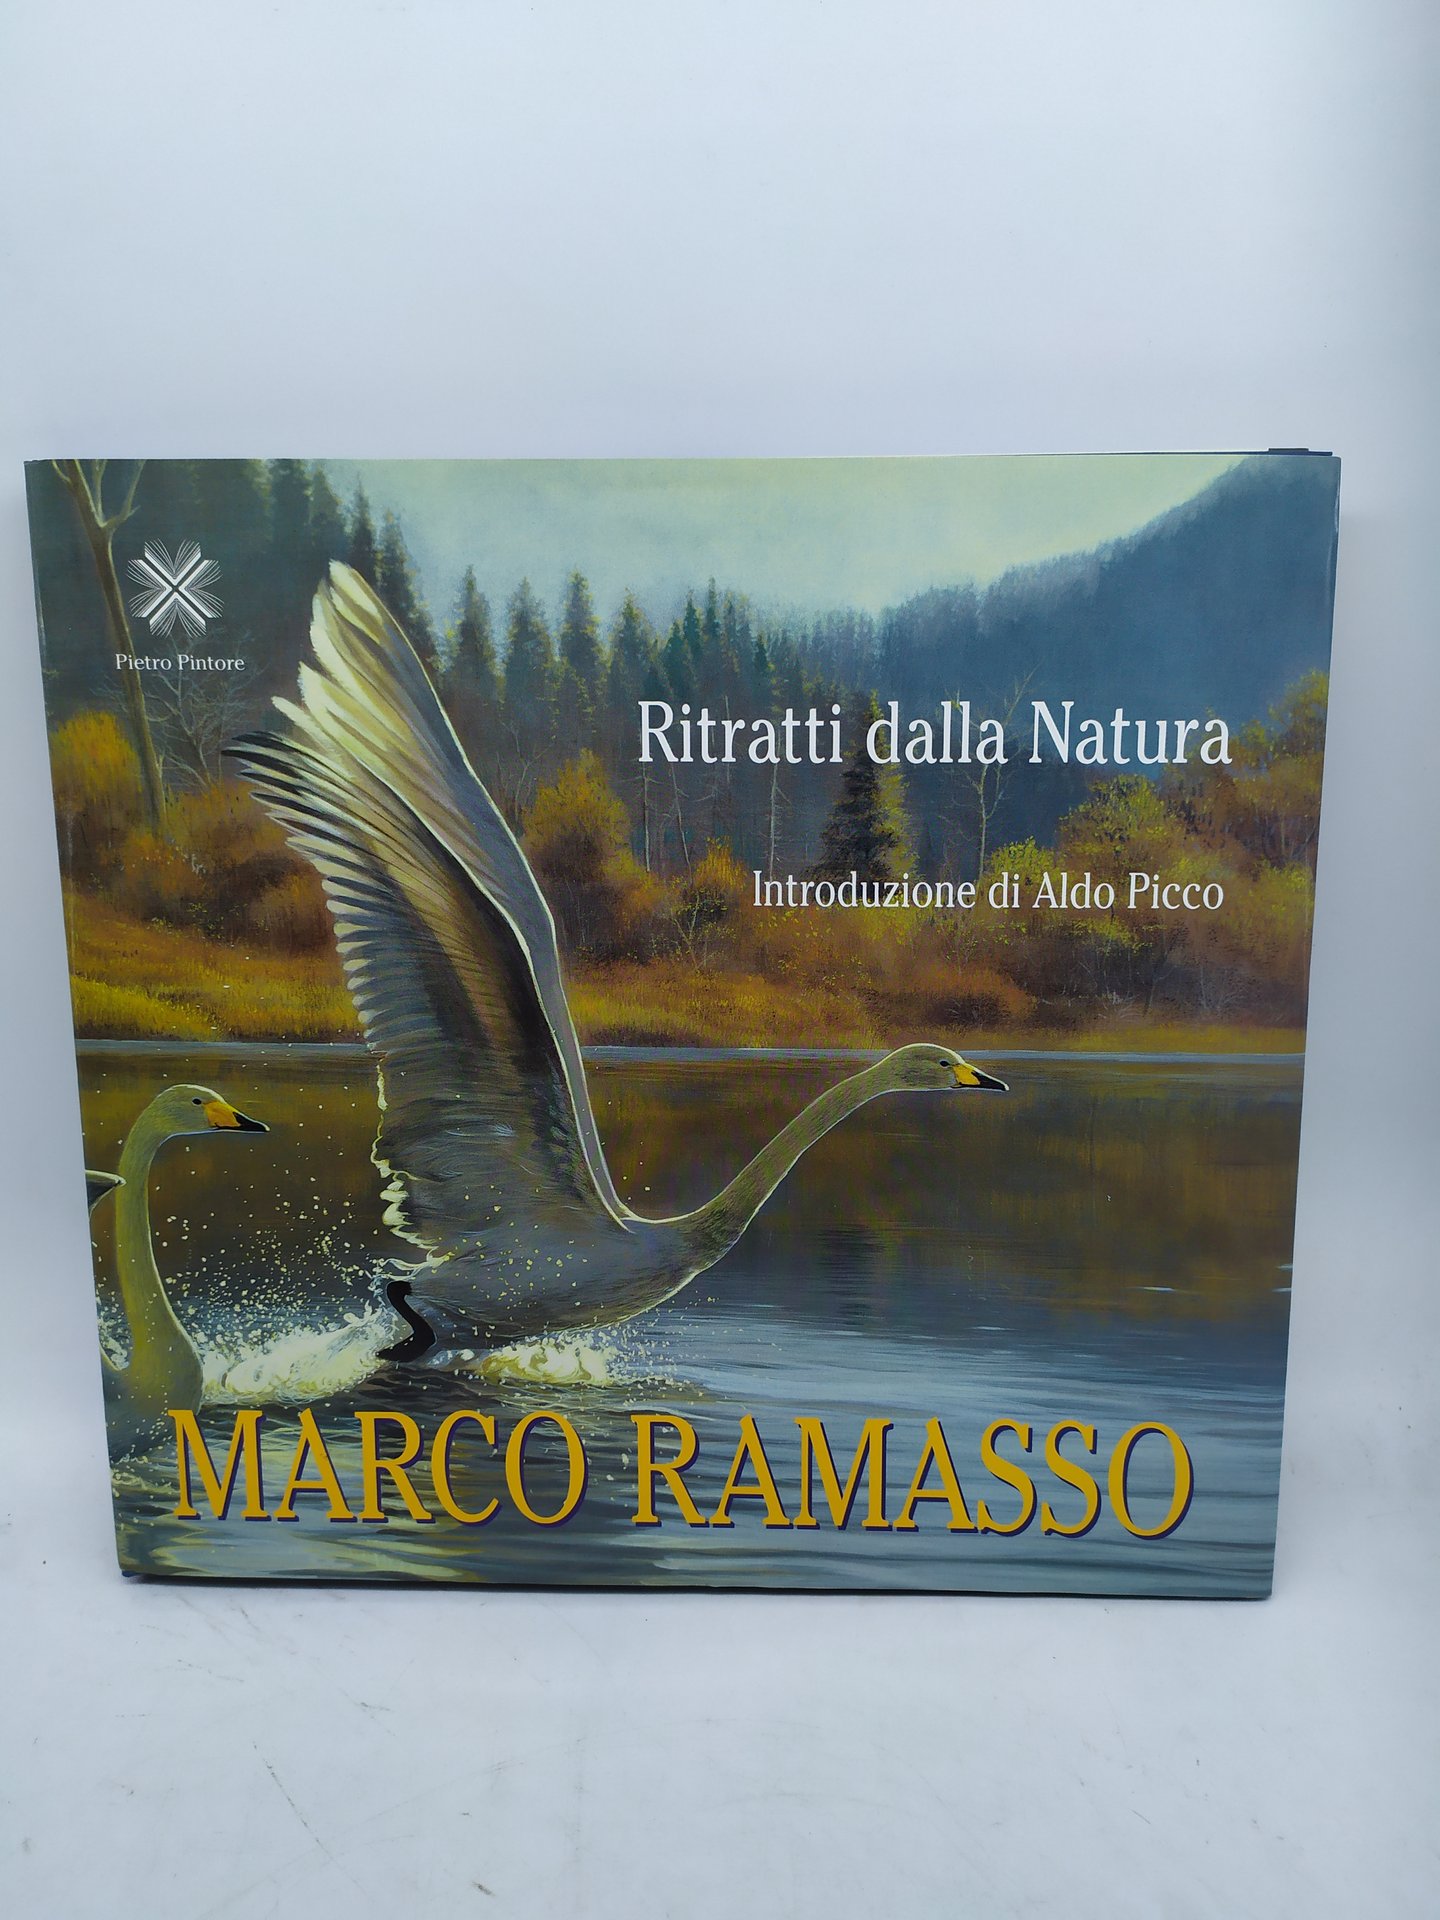 Pietro Pintore
Ritratti dalla Natura
Introduzione di Aldo Picco
MARCO RAMASSO